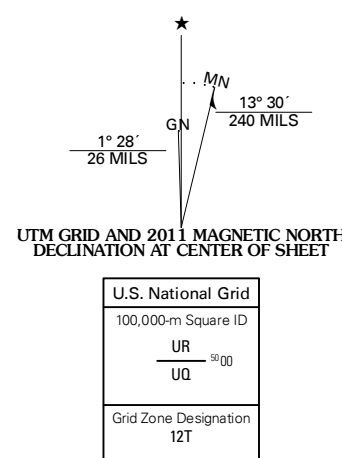 ★
MN
GN
13° 30´
240 MILS
1° 28´
26 MILS
UTM GRID AND 2011 MAGNETIC NORTH
DECLINATION AT CENTER OF SHEET
U.S. National Grid
100,000-m Square ID
UR
5000
UQ
Grid Zone Designation
12T